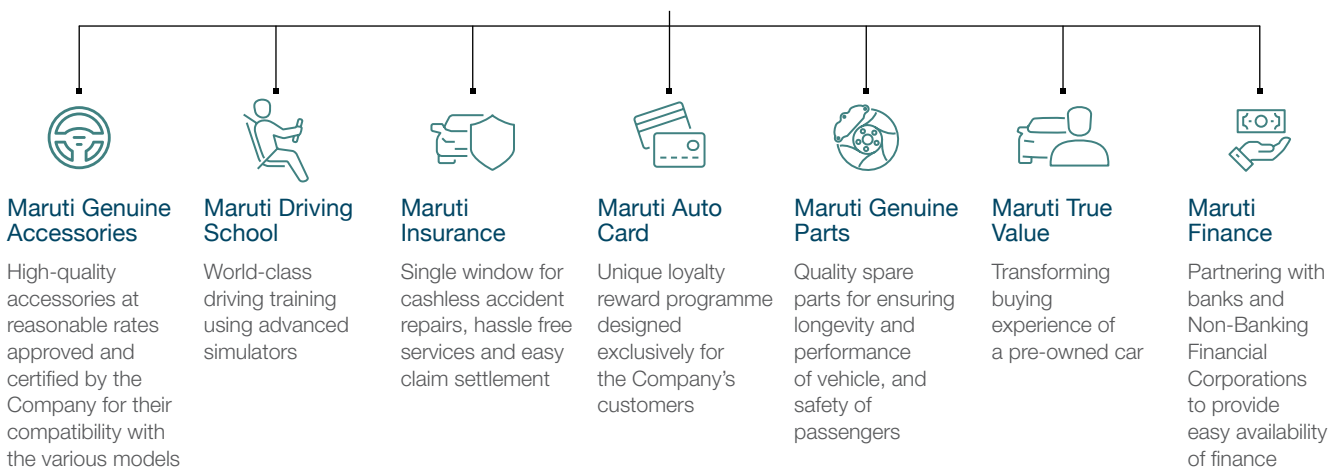 Maruti Genuine
Accessories
High-quality
accessories at
reasonable rates
approved and
certified by the
Company for their
compatibility with
the various models
Maruti Driving
School
World-class
driving training
using advanced
simulators
Maruti
Insurance
Single window for
cashless accident
repairs, hassle free
services and easy
claim settlement
Maruti Auto
Card
Unique loyalty
reward programme
designed
exclusively for
the Company's
customers
Maruti Genuine
Parts
Quality spare
parts for ensuring
longevity and
performance
of vehicle, and
safety of
passengers
Maruti True
Value
Transforming
buying
experience of
a pre-owned car
Maruti
Finance
Partnering with
banks and
Non-Banking
Financial
Corporations
to provide
easy availability
of finance